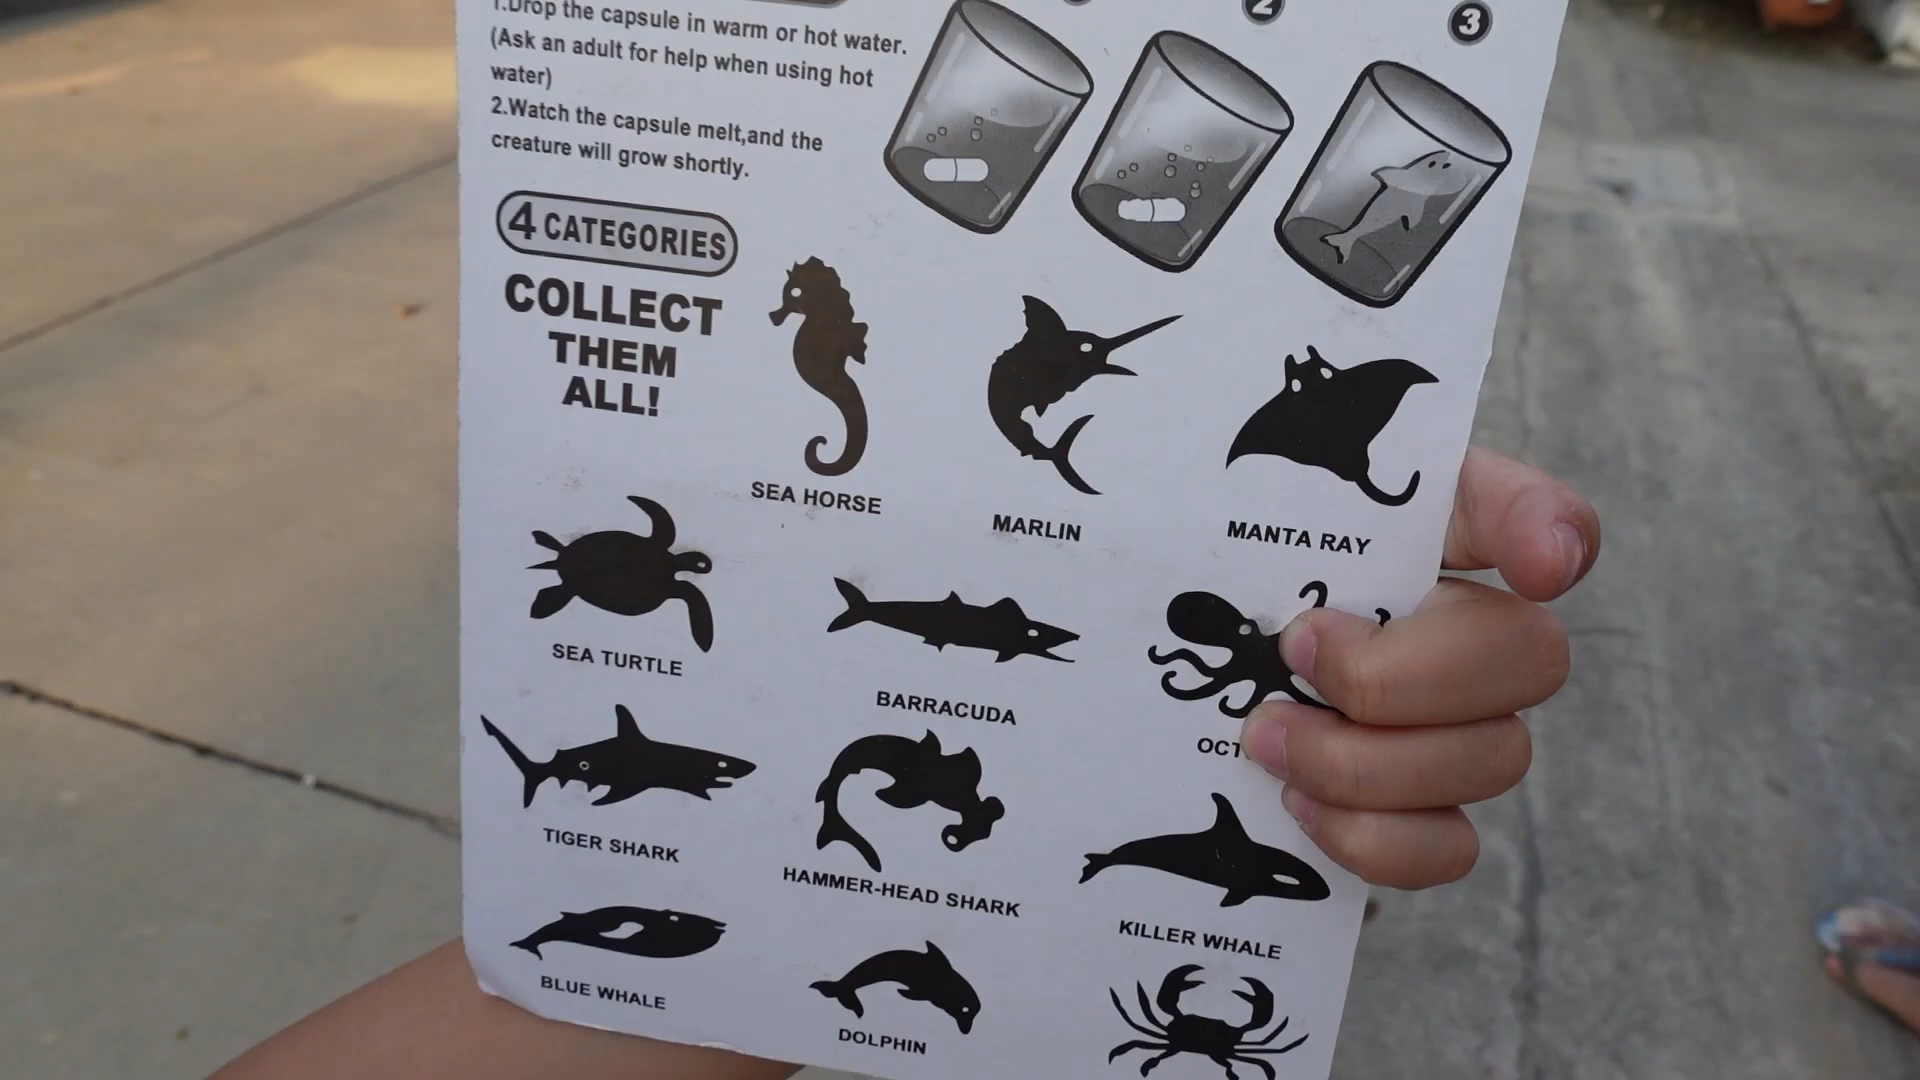 1.Drop the capsule in warm or hot water.
(Ask an adult for help when using hot
water)
2.Watch the capsule melt,and the
creature will grow shortly.
2
3
4 CATEGORIES
COLLECT
THEM
ALL!
SEA HORSE
MARLIN
MANTA RAY
SEA TURTLE
BARRACUDA
OCT
TIGER SHARK
HAMMER-HEAD SHARK
KILLER WHALE
BLUE WHALE
DOLPHIN